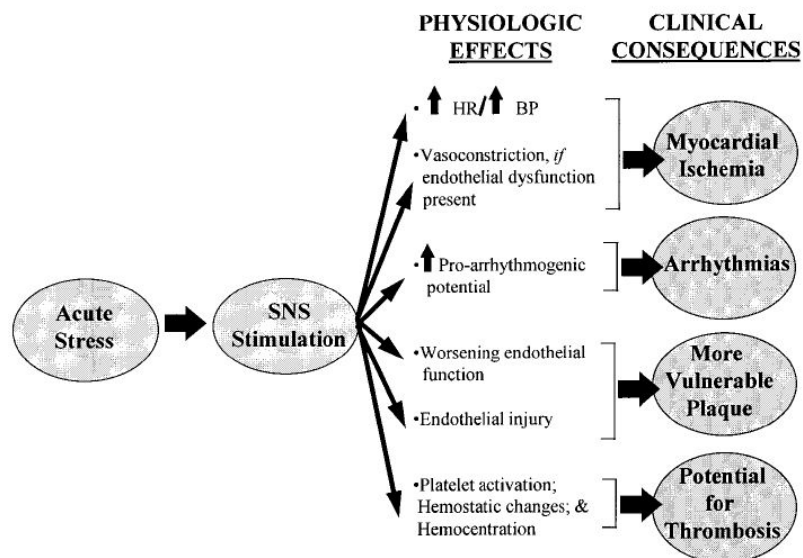 PHYSIOLOGIC
EFFECTS
CLINICAL
CONSEQUENCES
Acute
Stress
SNS
Stimulation
• HR/ BP
•Vasoconstriction, if
endothelial dysfunction
present
• Pro-arrhythmogenic
potential
•Worsening endothelial
function
•Endothelial injury
•Platelet activation;
Hemostatic changes; &
Hemocentration
Myocardial
Ischemia
Arrhythmias
More
Vulnerable
Plaque
Potential
for
Thrombosis